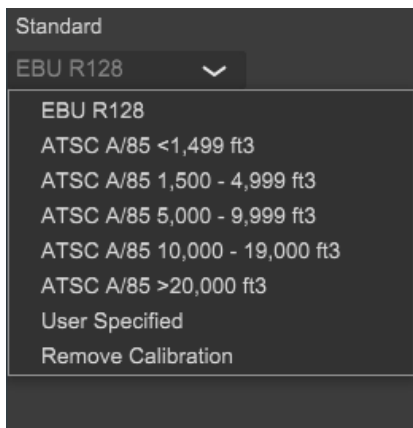 Standard
EBU R128
EBU R128
ATSC A/85 <1,499 ft3
ATSC A/85 1,500 - 4,999 ft3
ATSC A/85 5,000 - 9,999 ft3
ATSC A/85 10,000 - 19,000 ft3
ATSC A/85 >20,000 ft3
User Specified
Remove Calibration